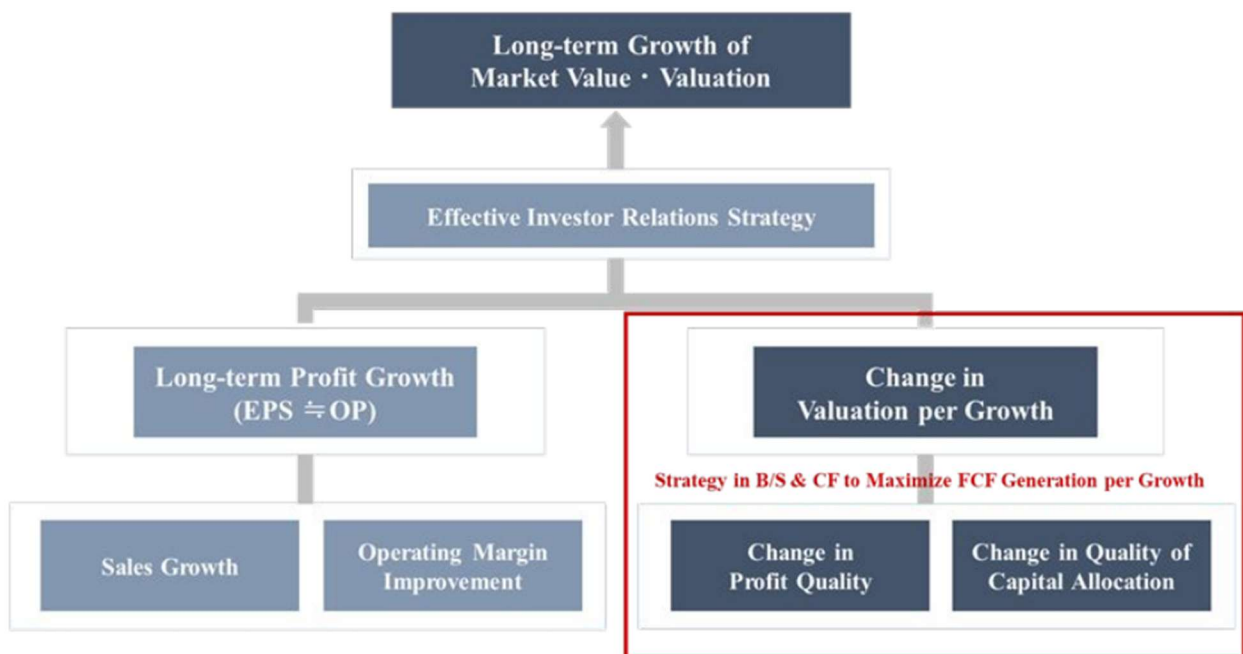 Long-term Growth of
Market Value・Valuation
Effective Investor Relations Strategy
Long-term Profit Growth
(EPS ≒ OP)
Change in
Valuation per Growth
Strategy in B/S & CF to Maximize FCF Generation per Growth
Sales Growth
Operating Margin
Improvement
Change in
Profit Quality
Change in Quality of
Capital Allocation